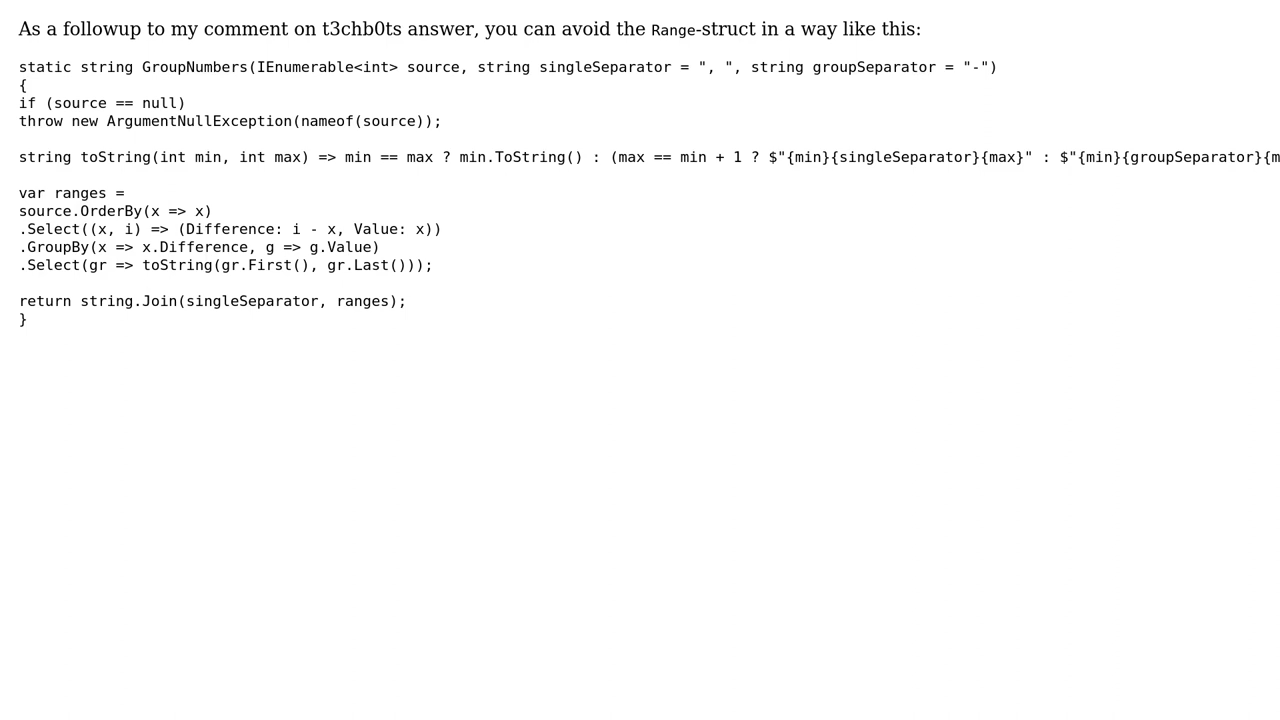 As a followup to my comment on t3chb0ts answer, you can avoid the Range-struct in a way like this:
static string GroupNumbers(IEnumerable<int> source, string singleSeparator = ", ", string groupSeparator = "-")
{
if (source == null)
throw new ArgumentNullException(nameof(source));
string toString(int min, int max) => min == max ? min.ToString() : (max == min + 1 ? $"{min}{singleSeparator}{max}" : $"{min}{groupSeparator}{m
var ranges =
source.OrderBy(x => x)
.Select((x, i) => (Difference: i - x, Value: x))
.GroupBy(x => x.Difference, g => g.Value)
.Select(gr => toString(gr.First(), gr.Last()));
return string.Join(singleSeparator, ranges);
}